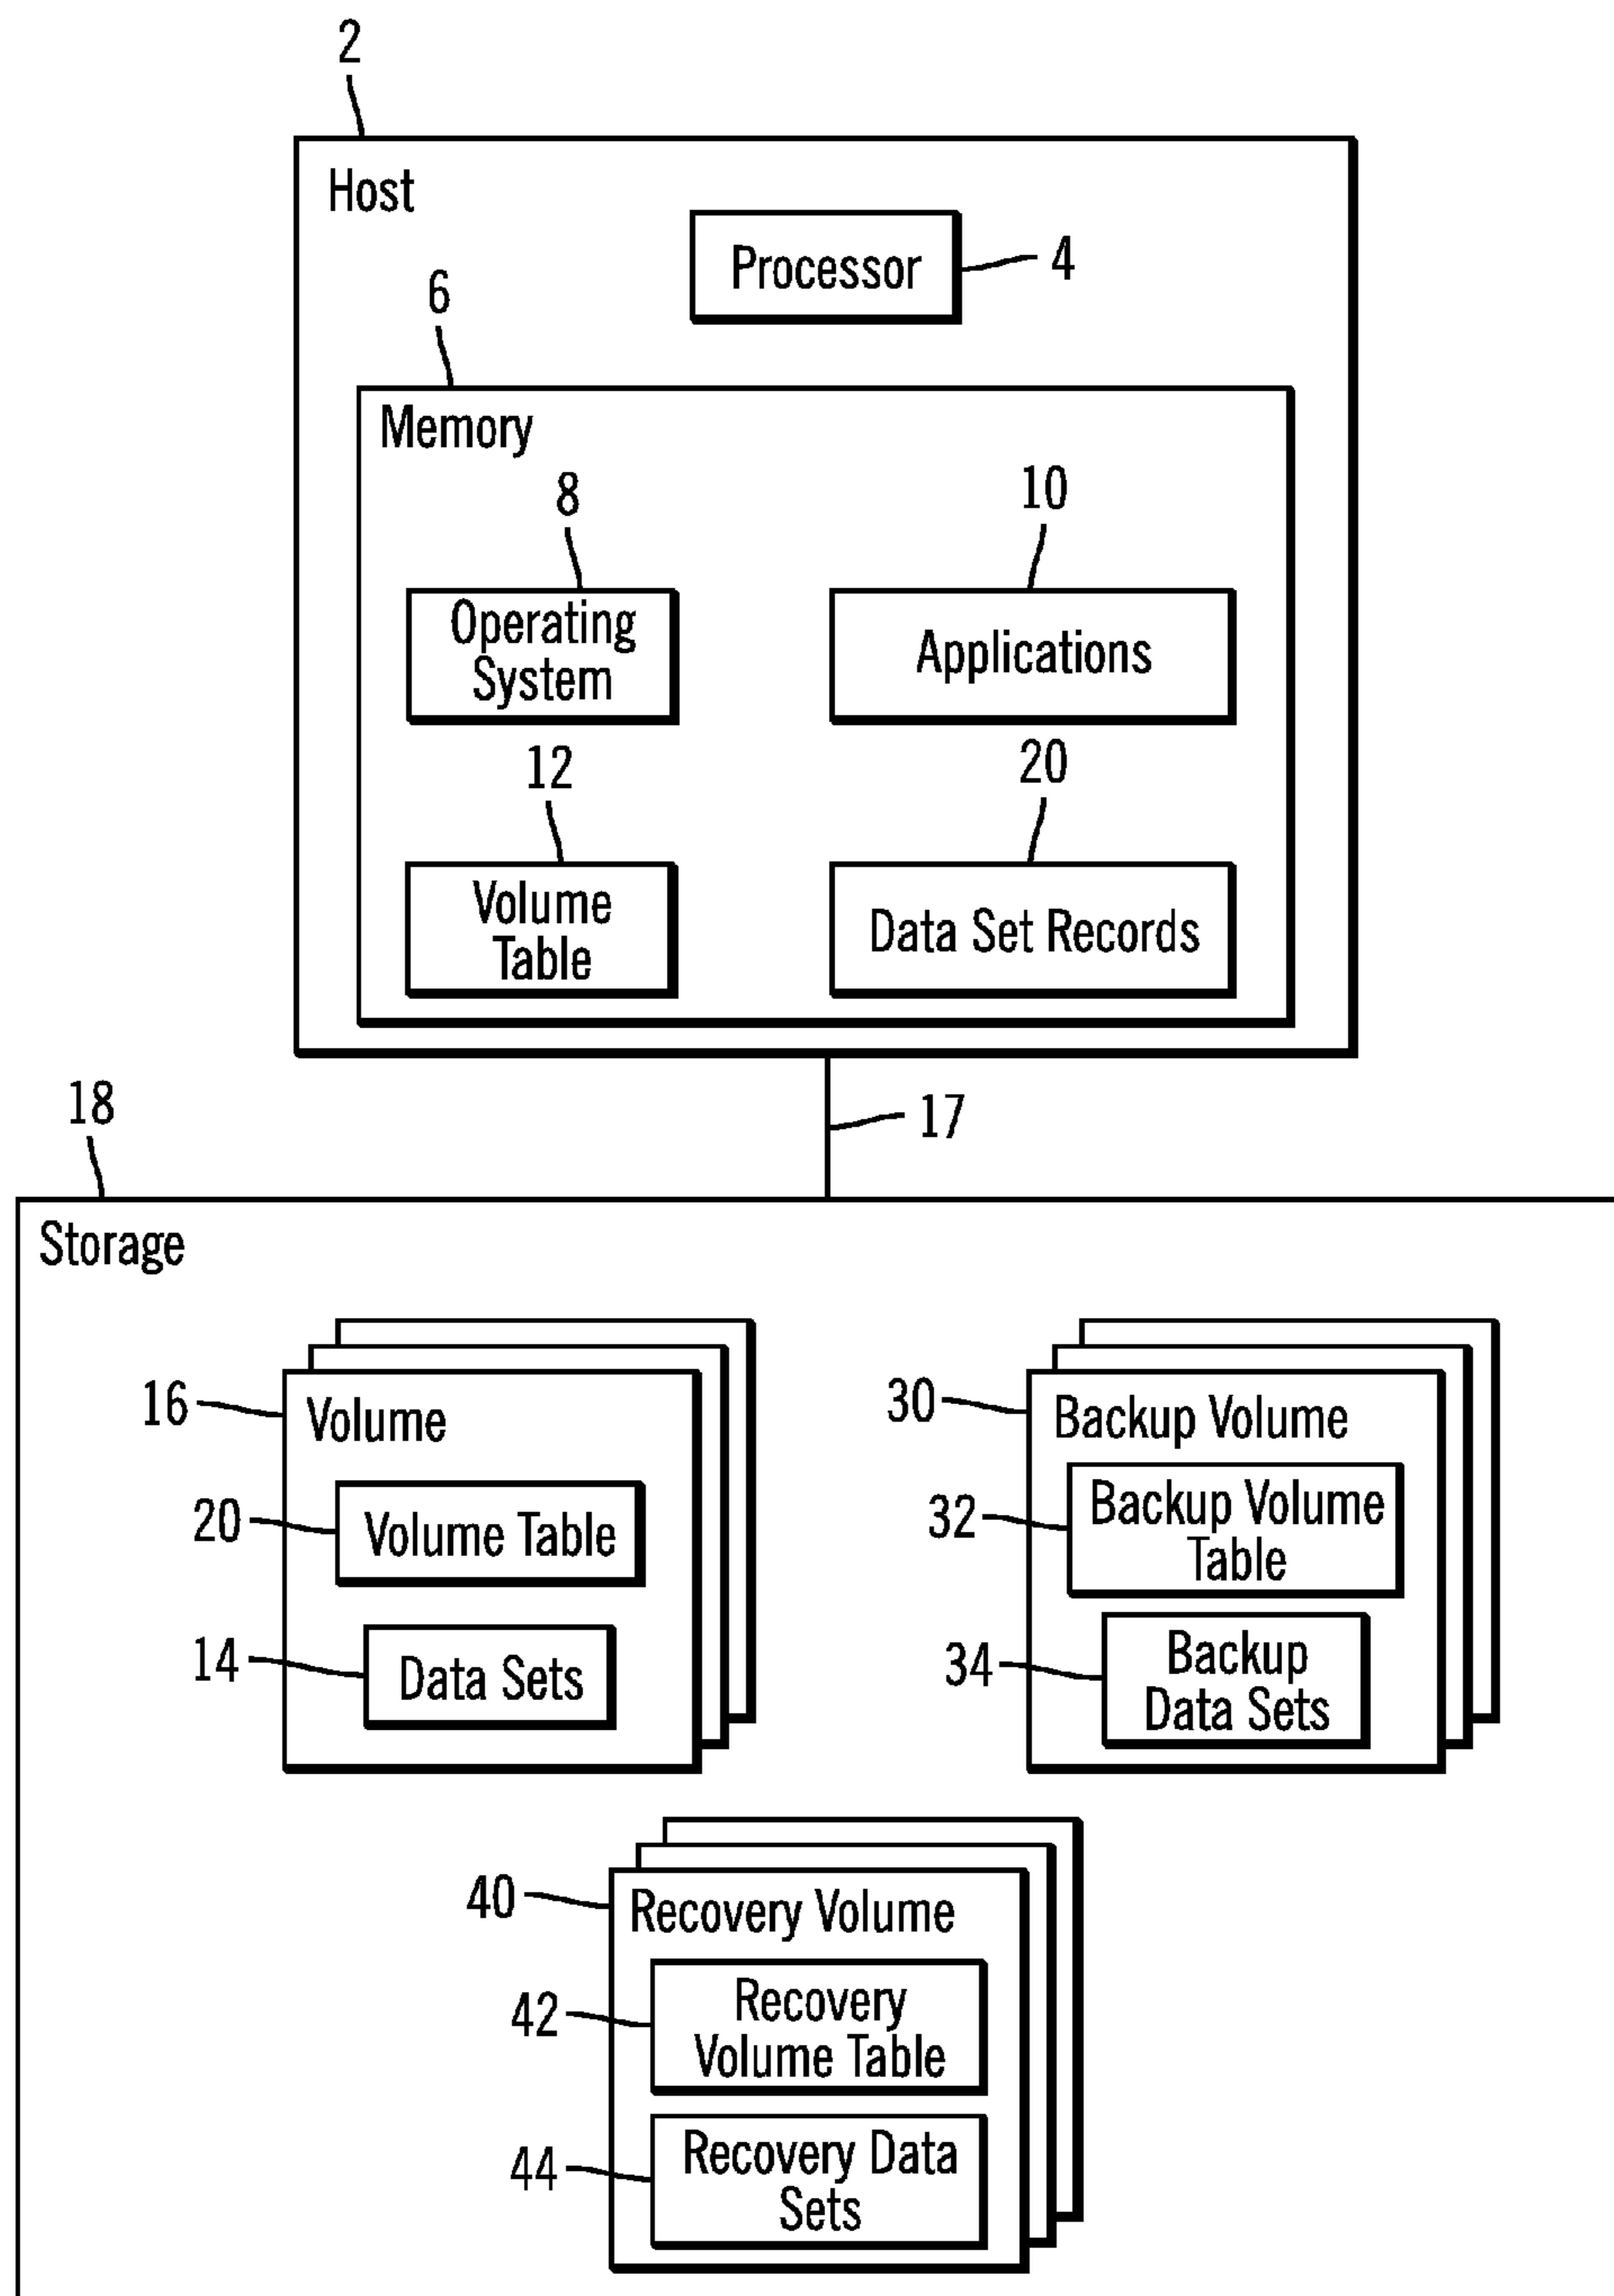 2
Host
Processor
4
6
Memory
8
10
Operating
System
Applications
12
20
Volume
Table
Data Set Records
17
18
Storage
16
Volume
20
Volume Table
14
Data Sets
30
Backup Volume
32
Backup Volume
Table
34
Backup
Data Sets
40
Recovery Volume
42
Recovery
Volume Table
44
Recovery Data
Sets